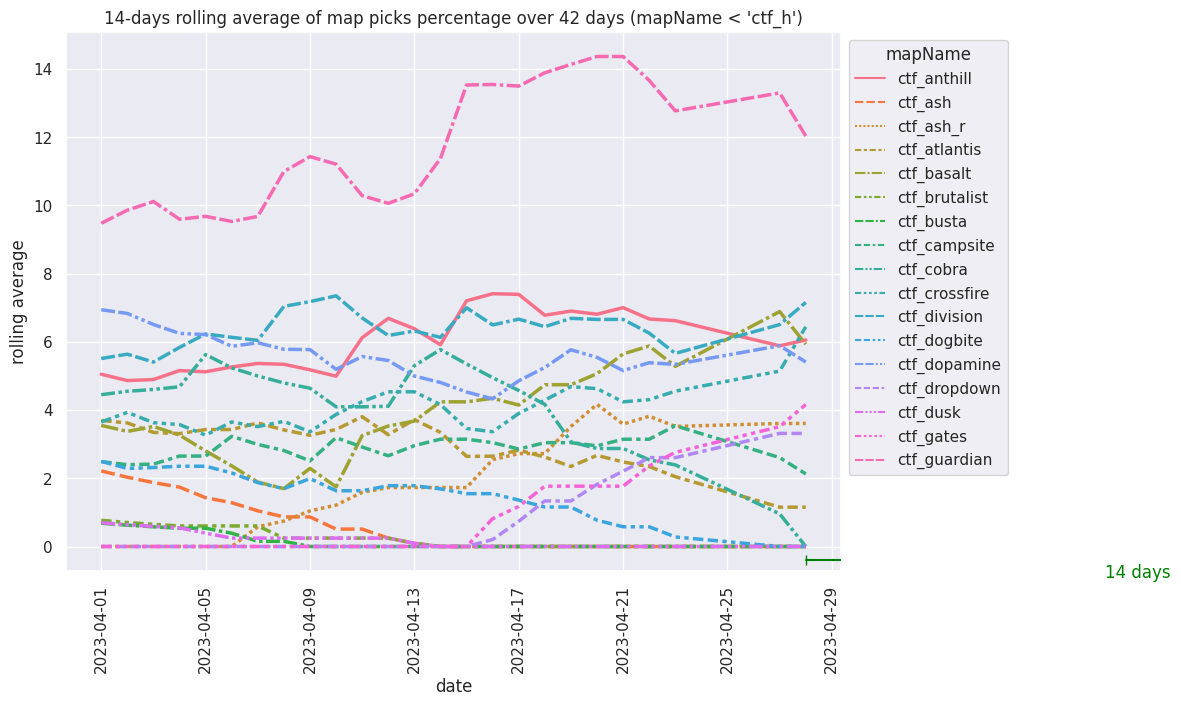 14-days rolling average of map picks percentage over 42 days (mapName < 'ctf_h')
rolling average
14
12
10
8
6
4
2
0
2023-04-01
2023-04-05
2023-04-09
2023-04-13
2023-04-17
2023-04-21
2023-04-25
2023-04-29
date
mapName
ctf_anthill
ctf_ash
ctf_ash_r
ctf_atlantis
ctf_basalt
ctf_brutalist
ctf_busta
ctf_campsite
ctf_cobra
ctf_crossfire
ctf_division
ctf_dogbite
ctf_dopamine
ctf_dropdown
ctf_dusk
ctf_gates
ctf_guardian
14 days